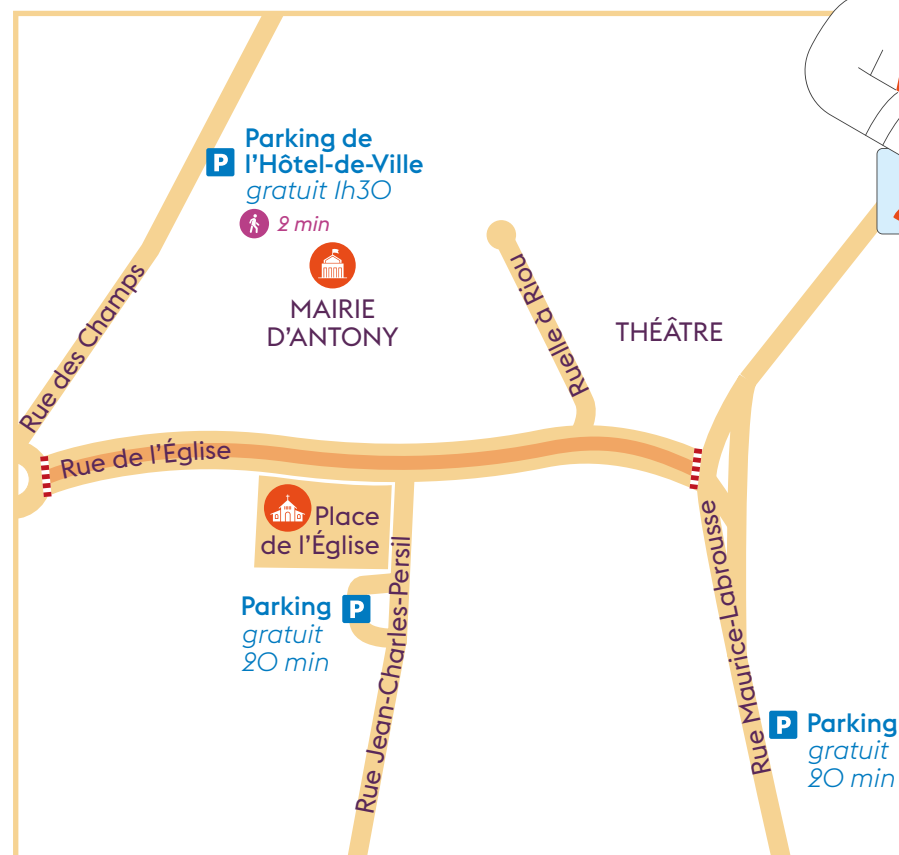 P
Parking de
l'Hôtel-de-Ville
gratuit 1h30
2 min
MAIRIE
D'ANTONY
Rue des Champs
Ruelle à Riou
THÉÂTRE
Rue de l'Église
Place
de l'Église
Parking P
gratuit
20 min
Rue Jean-Charles-Persil
Rue Maurice-Labrousse
P Parking
gratuit
20 min